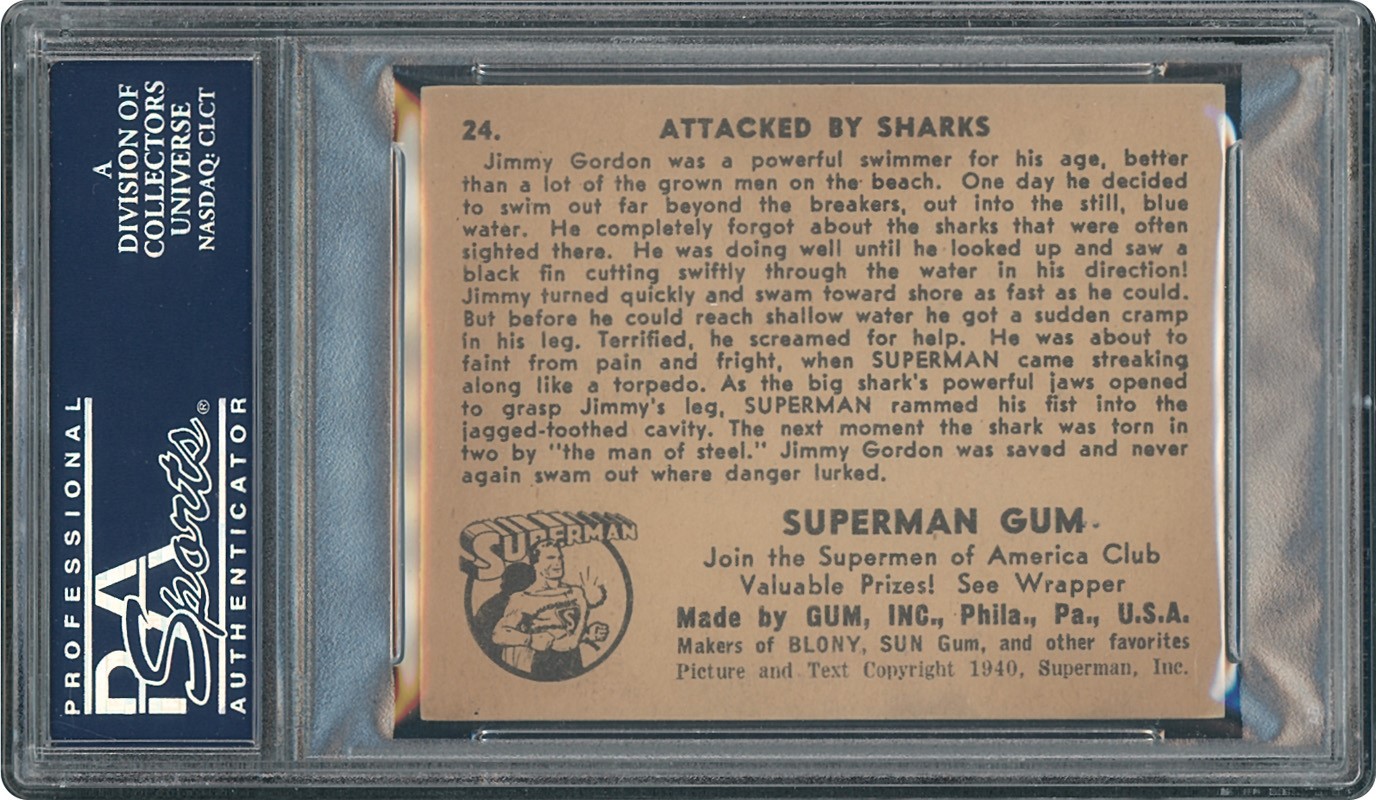 A
DIVISION OF
COLLECTORS
UNIVERSE
NASDAQ: CLCT
PROFESSIONAL
PSA
Sports®
AUTHENTICATOR
24. ATTACKED BY SHARKS
Jimmy Gordon was a powerful swimmer for his age, better
than a lot of the grown men on the beach. One day he decided
to swim out far beyond the breakers, out into the still, blue
water. He completely forgot about the sharks that were often
sighted there. He was doing well until he looked up and saw a
black fin cutting swiftly through the water in his direction!
Jimmy turned quickly and swam toward shore as fast as he could.
But before he could reach shallow water he got a sudden cramp
in his leg. Terrified, he screamed for help. He was about to
faint from pain and fright, when SUPERMAN came streaking
along like a torpedo. As the big shark's powerful jaws opened
to grasp Jimmy's leg, SUPERMAN rammed his fist into the
jagged-toothed cavity. The next moment the shark was torn in
two by "the man of steel." Jimmy Gordon was saved and never
again swam out where danger lurked.
SUPERMAN
SUPERMAN
S
SUPERMAN GUM
Join the Supermen of America Club
Valuable Prizes! See Wrapper
Made by GUM, INC., Phila., Pa., U.S.A.
Makers of BLONY, SUN Gum, and other favorites
Picture and Text Copyright 1940, Superman, Inc.